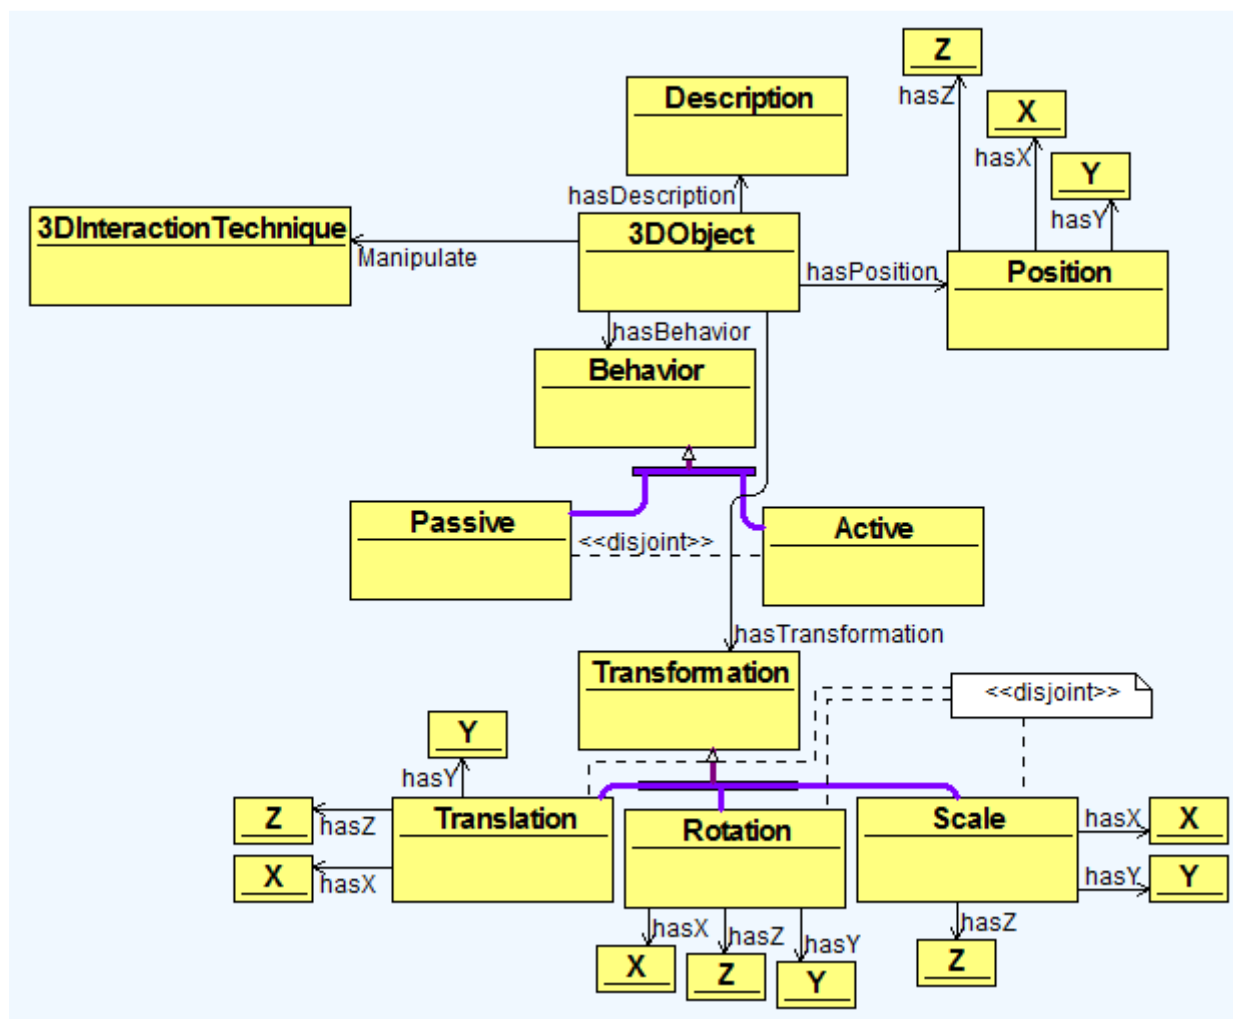 Z
hasZ
Description
X
hasX
Y
hasDescription
3DInteractionTechnique
3DObject
hasY
Manipulate
hasPosition
Position
hasBehavior
Behavior
Passive
Active
<<disjoint>>
hasTransformation
Transformation
<<disjoint>>
Y
hasY
Z
hasZ
Translation
Rotation
Scale
hasX
X
X
hasX
hasY
Y
hasX
hasZ
hasY
hasZ
X
Z
Y
Z